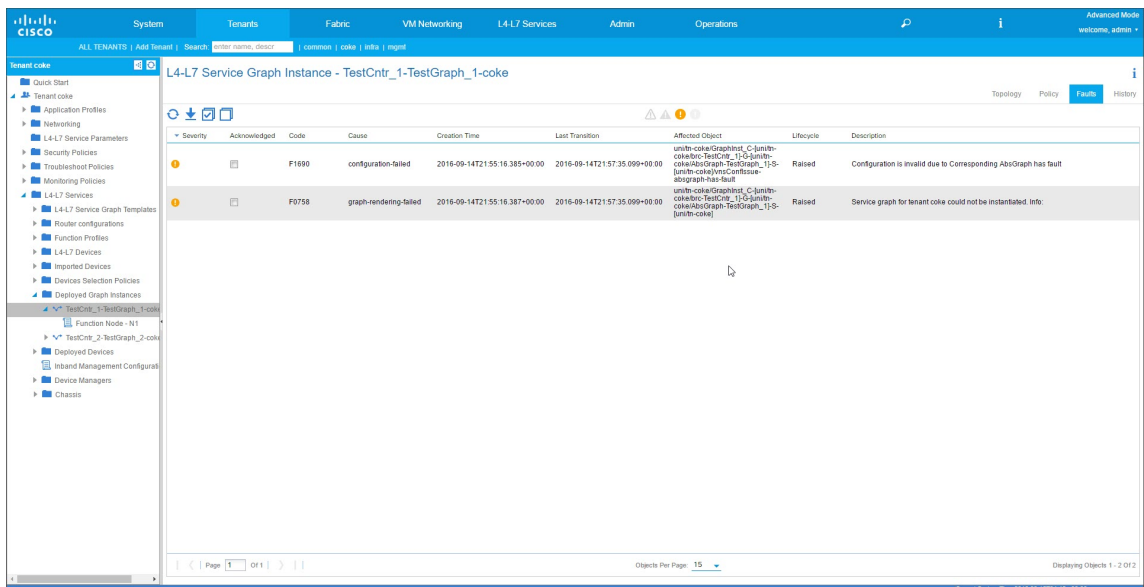 CISCO
System
Tenants
Fabric
VM Networking
L4-L7 Services
Admin
Operations
i
Advanced Mode
welcome, admin
ALL TENANTS | Add Tenant | Search: enter name, descr | common | coke | infra | mgmt
Tenant coke
Quick Start
Tenant coke
Application Profiles
Networking
L4-L7 Service Parameters
Security Policies
Troubleshoot Policies
Monitoring Policies
L4-L7 Services
L4-L7 Service Graph Templates
Router configurations
Function Profiles
L4-L7 Devices
Imported Devices
Devices Selection Policies
Deployed Graph Instances
TestCntr_1-TestGraph_1-coke
Function Node - N1
TestCntr_2-TestGraph_2-coke
Deployed Devices
Inband Management Configurati
Device Managers
Chassis
L4-L7 Service Graph Instance - TestCntr_1-TestGraph_1-coke
i
Topology
Policy
Faults
History
Severity
Acknowledged
Code
Cause
Creation Time
Last Transition
Affected Object
Lifecycle
Description
F1690
configuration-failed
2016-09-14T21:55:16.385+00:00
2016-09-14T21:57:35.099+00:00
uni/tn-coke/GraphInst_C-[uni/tn-
coke/brc-TestCntr_1]-G-[uni/tn-
coke/AbsGraph-TestGraph_1]-S-
[uni/tn-coke]/vnsConfIssue-
absgraph-has-fault
Raised
Configuration is invalid due to Corresponding AbsGraph has fault
F0758
graph-rendering-failed
2016-09-14T21:55:16.387+00:00
2016-09-14T21:57:35.099+00:00
uni/tn-coke/GraphInst_C-[uni/tn-
coke/brc-TestCntr_1]-G-[uni/tn-
coke/AbsGraph-TestGraph_1]-S-
[uni/tn-coke]
Raised
Service graph for tenant coke could not be instantiated. Info:
Page 1 Of 1
Objects Per Page: 15
Displaying Objects 1 - 2 Of 2